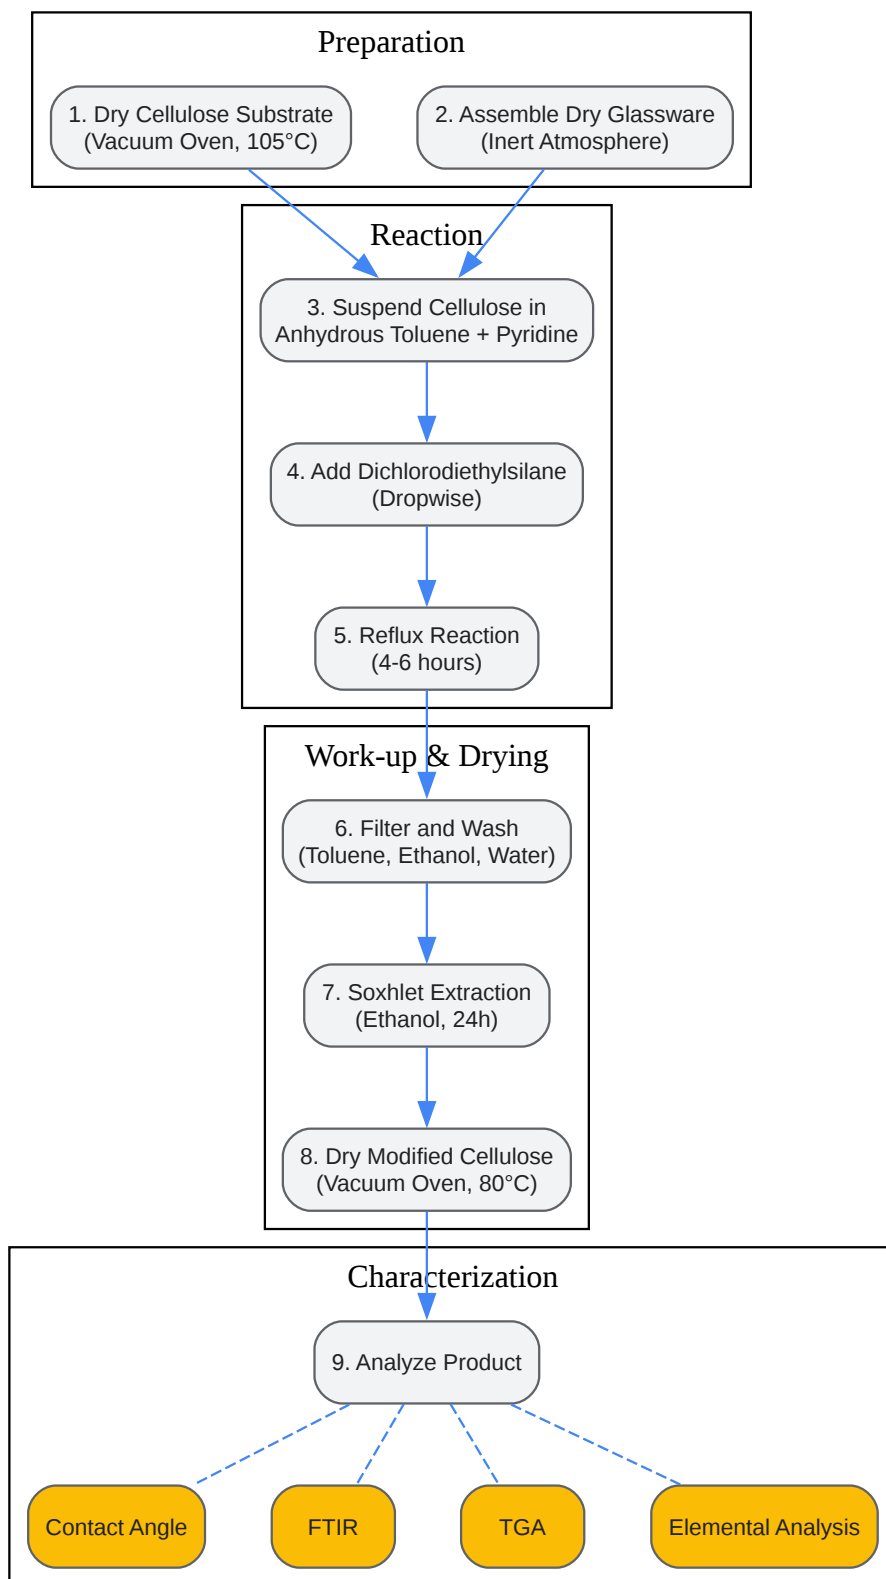 Preparation
1. Dry Cellulose Substrate
(Vacuum Oven, 105°C)
2. Assemble Dry Glassware
(Inert Atmosphere)
Reaction
3. Suspend Cellulose in
Anhydrous Toluene + Pyridine
4. Add Dichlorodiethylsilane
(Dropwise)
5. Reflux Reaction
(4-6 hours)
Work-up & Drying
6. Filter and Wash
(Toluene, Ethanol, Water)
7. Soxhlet Extraction
(Ethanol, 24h)
8. Dry Modified Cellulose
(Vacuum Oven, 80°C)
Characterization
9. Analyze Product
Contact Angle
FTIR
TGA
Elemental Analysis